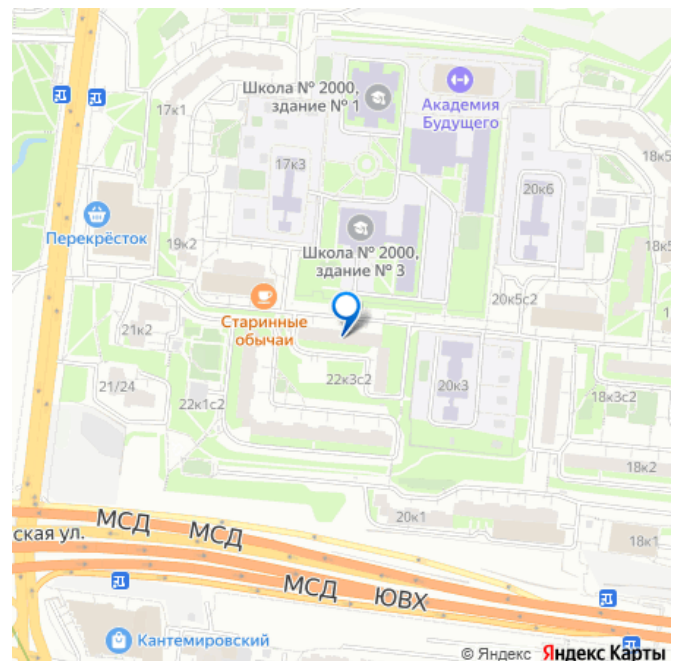 Школа № 2000,
здание № 1
Академия
Будущего
17к1
18к5
17к3
20к6
Перекрёсток
19к2
Школа № 2000,
здание № 3
18к5
20к5с2
Старинные
обычаи
21к2
22к3с2
21/24
22к1с2
20к3
18к3с2
18к2
20к1
18к1
ская ул.
МСД
МСД
МСД
ЮВХ
Кантемировский
© Яндекс Яндекс Карты